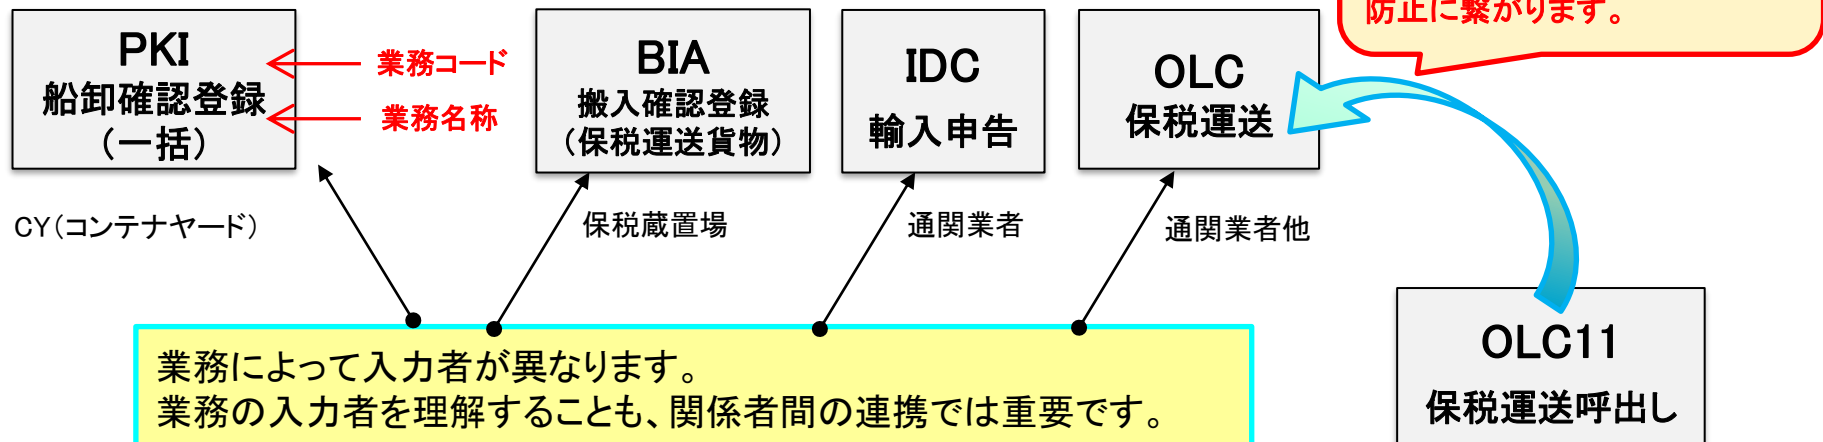 防止に繋がります。
PKI
船卸確認登録
（一括）
業務コード
業務名称
BIA
搬入確認登録
（保税運送貨物）
IDC
輸入申告
OLC
保税運送
CY（コンテナヤード）
保税蔵置場
通関業者
通関業者他
業務によって入力者が異なります。
業務の入力者を理解することも、関係者間の連携では重要です。
OLC11
保税運送呼出し